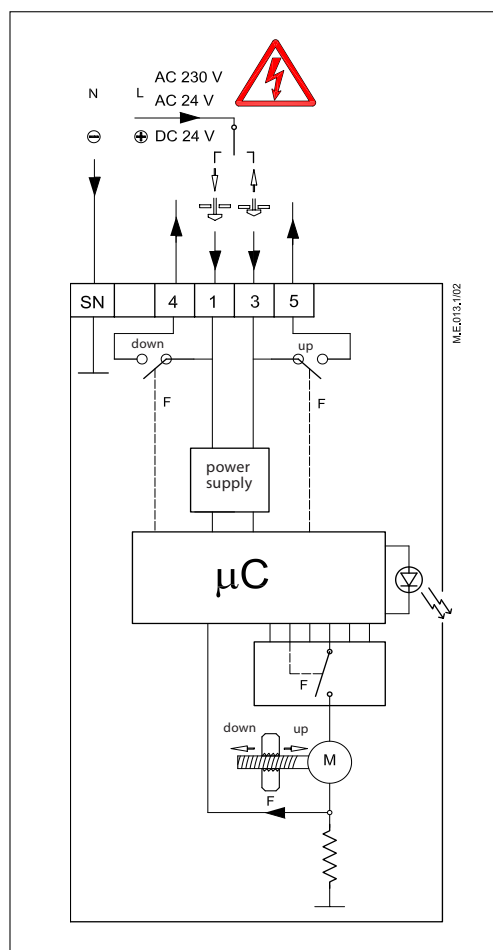 AC 230 V
N L AC 24 V
⊖ ⊕ DC 24 V
SN 4 1 3 5
M.E.013.1/02
down up
F F
power
supply
µC
F
down up
M
F